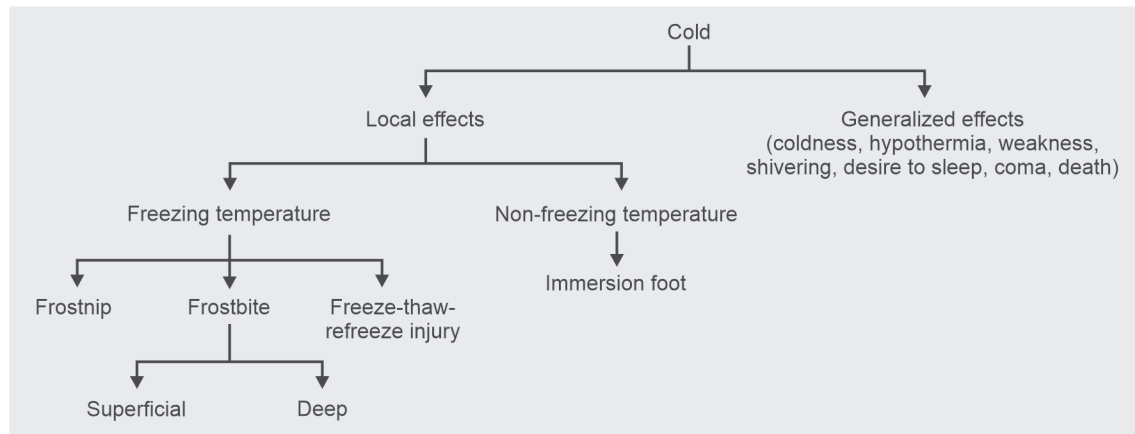 Cold
Local effects
Generalized effects
(coldness, hypothermia, weakness,
shivering, desire to sleep, coma, death)
Freezing temperature
Non-freezing temperature
Immersion foot
Frostnip
Frostbite
Freeze-thaw-
refreeze injury
Superficial
Deep